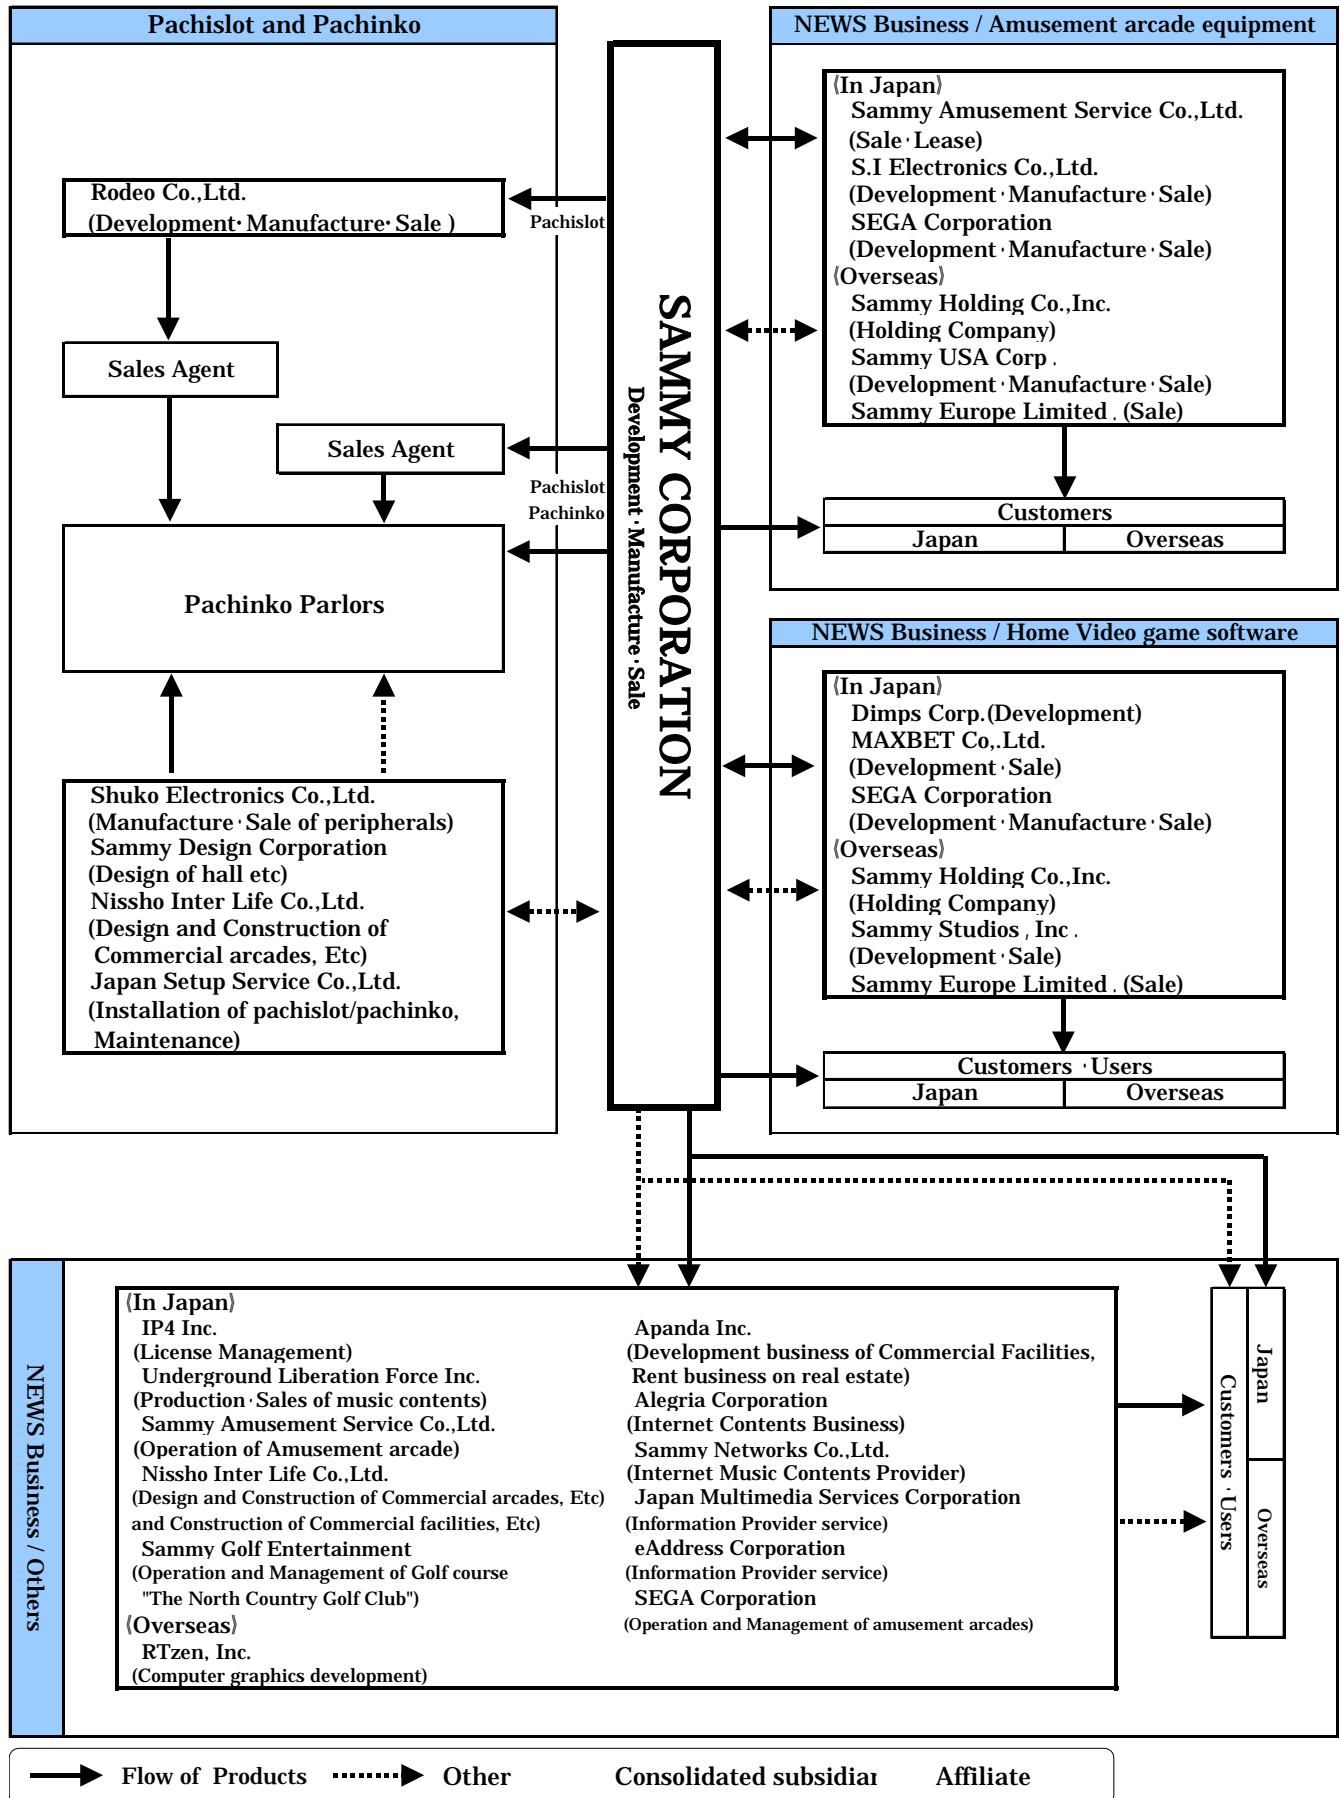 Pachislot and Pachinko
Rodeo Co.,Ltd.
(Development･Manufacture･Sale )
Pachislot
Sales Agent
Sales Agent
Pachislot
Pachinko
Pachinko Parlors
Shuko Electronics Co.,Ltd.
(Manufacture･Sale of peripherals)
Sammy Design Corporation
(Design of hall etc)
Nissho Inter Life Co.,Ltd.
(Design and Construction of
Commercial arcades, Etc)
Japan Setup Service Co.,Ltd.
(Installation of pachislot/pachinko,
Maintenance)
SAMMY CORPORATION
Development･Manufacture･Sale
NEWS Business / Amusement arcade equipment
《In Japan》
Sammy Amusement Service Co.,Ltd.
(Sale･Lease)
S.I Electronics Co.,Ltd.
(Development･Manufacture･Sale)
SEGA Corporation
(Development･Manufacture･Sale)
《Overseas》
Sammy Holding Co.,Inc.
(Holding Company)
Sammy USA Corp .
(Development･Manufacture･Sale)
Sammy Europe Limited . (Sale)
Customers
Japan Overseas
NEWS Business / Home Video game software
《In Japan》
Dimps Corp.(Development)
MAXBET Co,.Ltd.
(Development･Sale)
SEGA Corporation
(Development･Manufacture･Sale)
《Overseas》
Sammy Holding Co.,Inc.
(Holding Company)
Sammy Studios , Inc .
(Development･Sale)
Sammy Europe Limited . (Sale)
Customers ･Users
Japan Overseas
NEWS Business / Others
《In Japan》
IP4 Inc.
(License Management)
Underground Liberation Force Inc.
(Production･Sales of music contents)
Sammy Amusement Service Co.,Ltd.
(Operation of Amusement arcade)
Nissho Inter Life Co.,Ltd.
(Design and Construction of Commercial arcades, Etc)
and Construction of Commercial facilities, Etc)
Sammy Golf Entertainment
(Operation and Management of Golf course
"The North Country Golf Club")
《Overseas》
RTzen, Inc.
(Computer graphics development)
Apanda Inc.
(Development business of Commercial Facilities,
Rent business on real estate)
Alegria Corporation
(Internet Contents Business)
Sammy Networks Co.,Ltd.
(Internet Music Contents Provider)
Japan Multimedia Services Corporation
(Information Provider service)
eAddress Corporation
(Information Provider service)
SEGA Corporation
(Operation and Management of amusement arcades)
Customers ･Users
Japan
Overseas
Flow of Products Other Consolidated subsidiar Affiliate